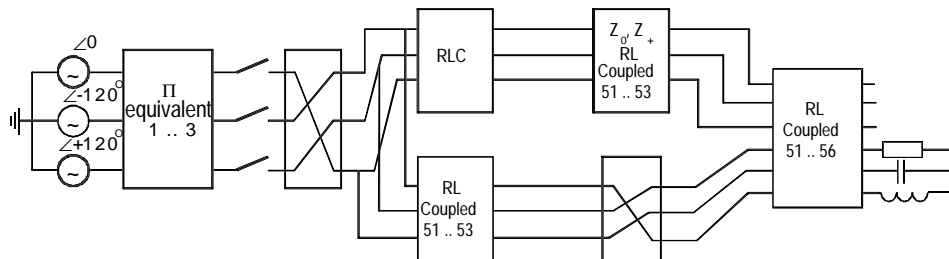 ∠0
∠-120°
∠+120°
~
~
~
Π
equivalent
1 .. 3
RLC
Z₀, Z₊
RL
Coupled
51 .. 53
RL
Coupled
51 .. 53
RL
Coupled
51 .. 56